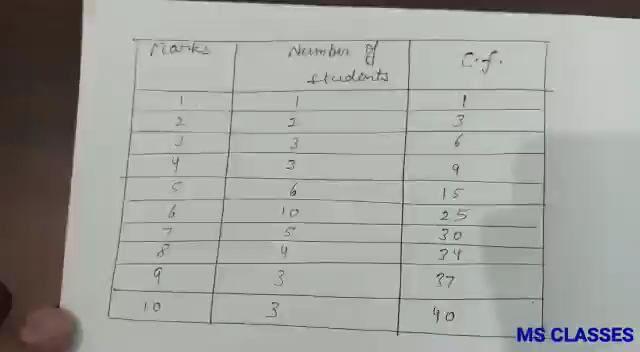 Marks Number of students C.f.
1 1 1
2 2 3
3 3 6
4 3 9
5 6 15
6 10 25
7 5 30
8 4 34
9 3 37
10 3 40
MS CLASSES